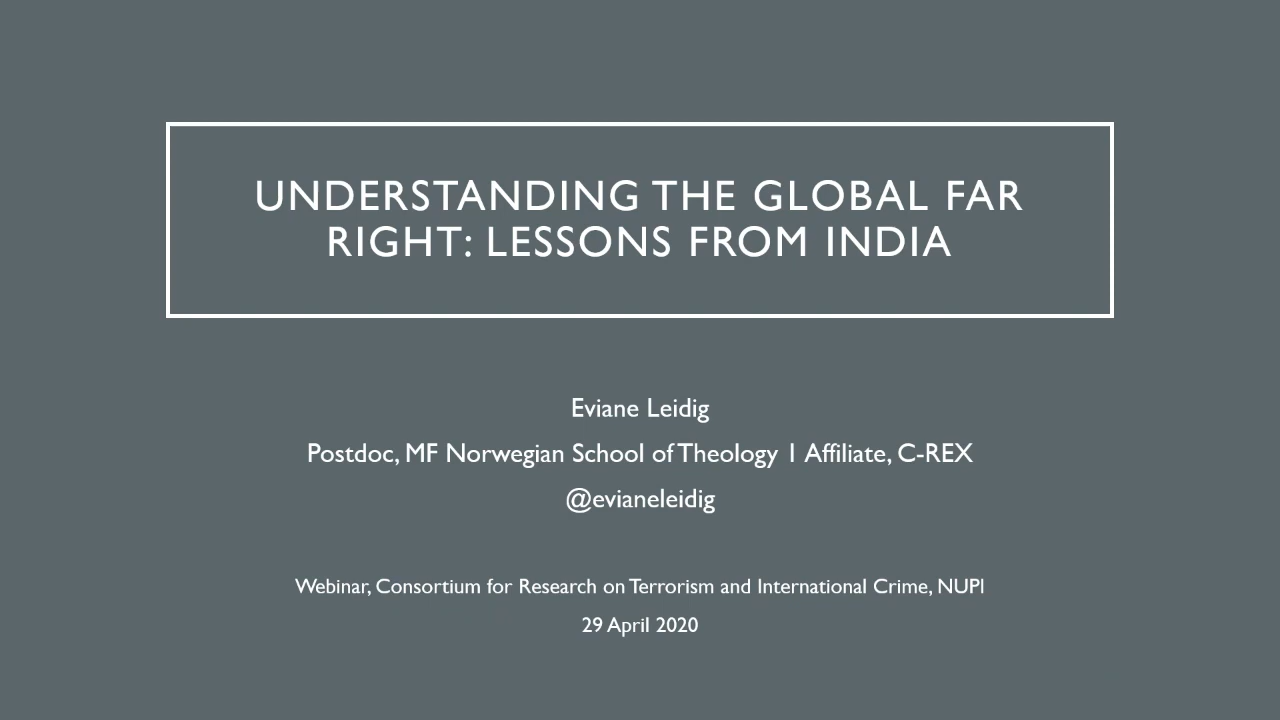 UNDERSTANDING THE GLOBAL FAR
RIGHT: LESSONS FROM INDIA
Eviane Leidig
Postdoc, MF Norwegian School of Theology I Affiliate, C-REX
@evianeleidig
Webinar, Consortium for Research on Terrorism and International Crime, NUPI
29 April 2020